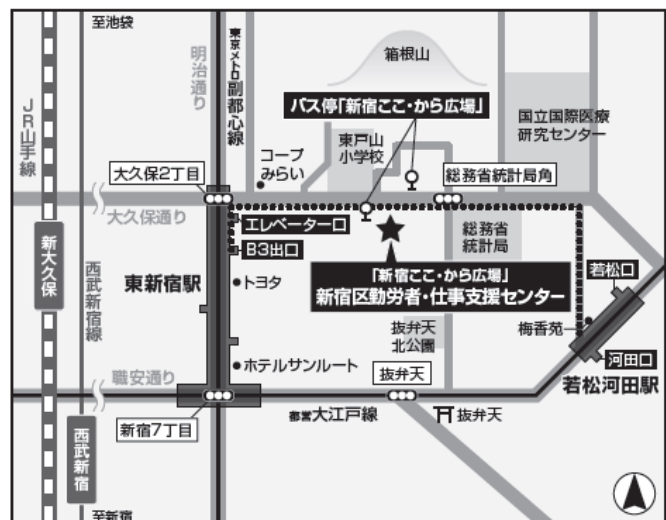 至池袋
JR山手線
明治通り
東京メトロ副都心線
箱根山
バス停「新宿ここ・から広場」
国立国際医療
研究センター
コープ
みらい
東戸山
小学校
大久保2丁目
総務省統計局角
大久保通り
エレベーター口
B3出口
総務省
統計局
新大久保
西武新宿線
東新宿駅
トヨタ
「新宿ここ・から広場」
新宿区勤労者・仕事支援センター
若松口
梅香苑
抜弁天
北公園
河田口
ホテルサンルート
抜弁天
若松河田駅
職安通り
新宿7丁目
都営大江戸線
抜弁天
西武新宿
至新宿